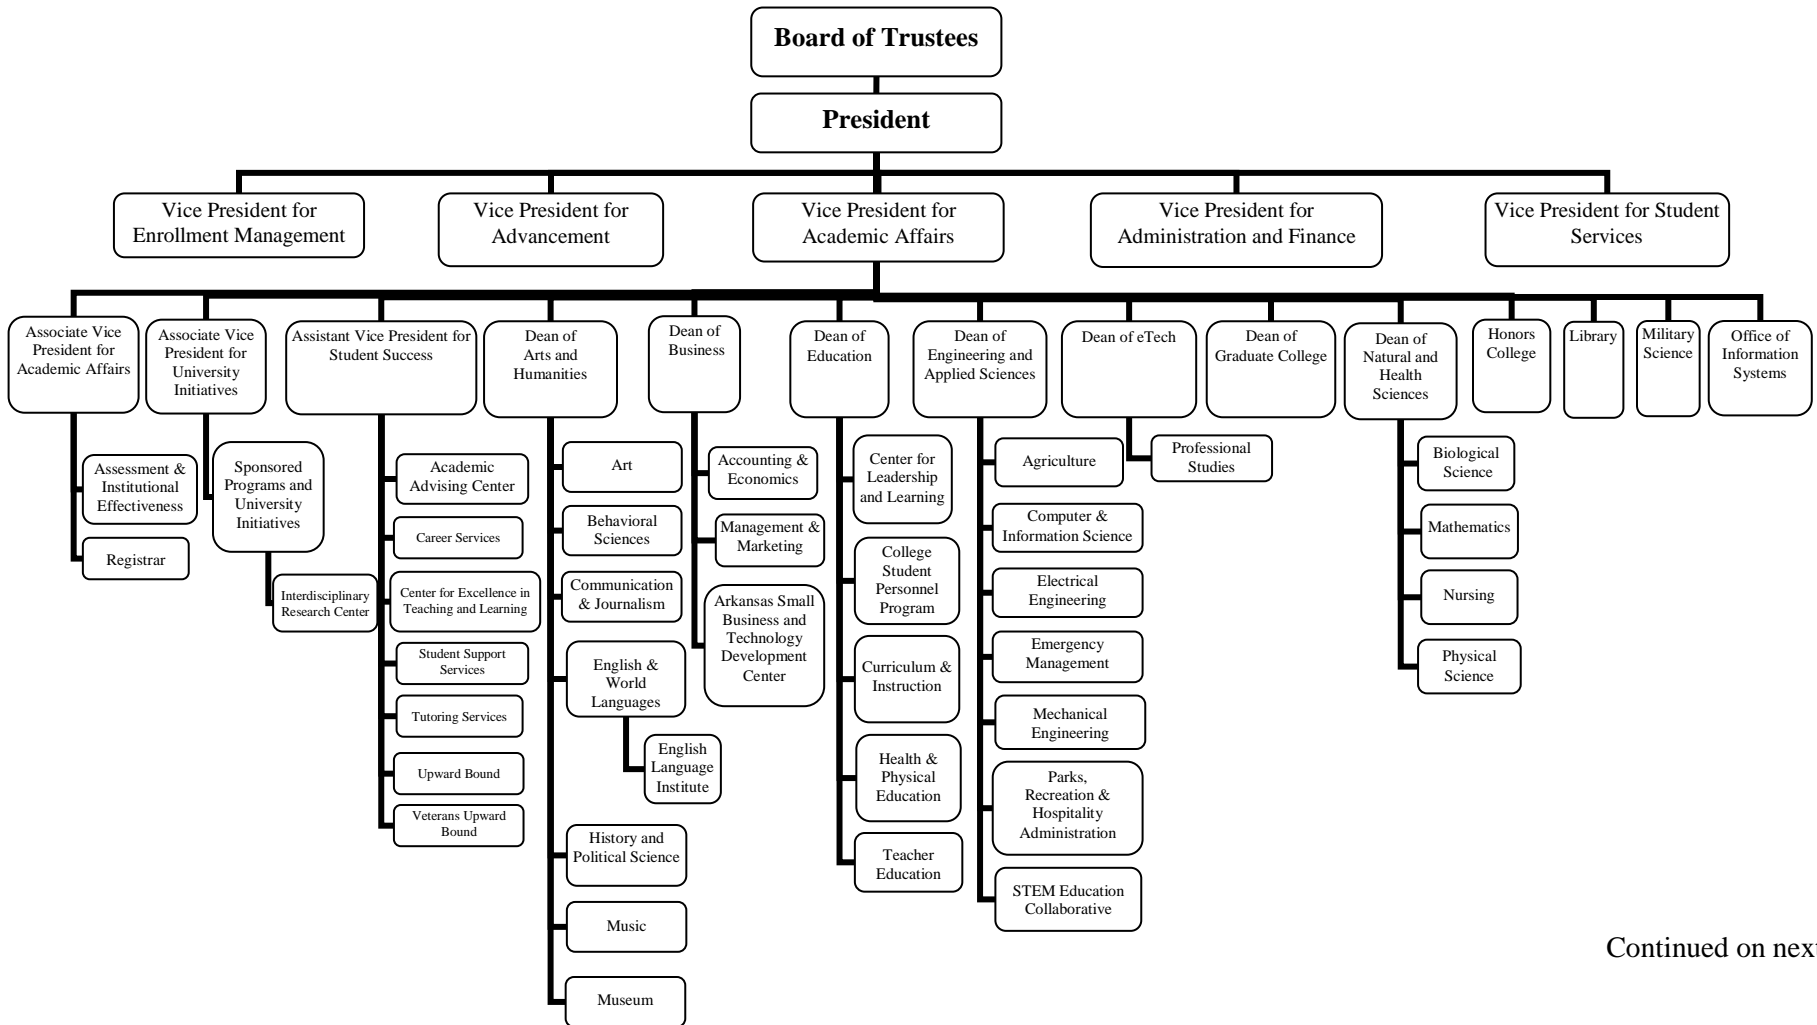 Board of Trustees
President
Vice President for
Enrollment Management
Vice President for
Advancement
Vice President for
Academic Affairs
Vice President for
Administration and Finance
Vice President for Student
Services
Associate Vice
President for
Academic Affairs
Associate Vice
President for
University
Initiatives
Assistant Vice President for
Student Success
Dean of
Arts and
Humanities
Dean of
Business
Dean of
Education
Dean of
Engineering and
Applied Sciences
Dean of eTech
Dean of
Graduate College
Dean of
Natural and
Health
Sciences
Honors
College
Library
Military
Science
Office of
Information
Systems
Assessment &
Institutional
Effectiveness
Registrar
Sponsored
Programs and
University
Initiatives
Interdisciplinary
Research Center
Academic
Advising Center
Career Services
Center for Excellence in
Teaching and Learning
Student Support
Services
Tutoring Services
Upward Bound
Veterans Upward
Bound
Art
Behavioral
Sciences
Communication
& Journalism
English &
World
Languages
English
Language
Institute
History and
Political Science
Music
Museum
Accounting &
Economics
Management &
Marketing
Arkansas Small
Business and
Technology
Development
Center
Center for
Leadership
and Learning
College
Student
Personnel
Program
Curriculum &
Instruction
Health &
Physical
Education
Teacher
Education
Agriculture
Computer &
Information Science
Electrical
Engineering
Emergency
Management
Mechanical
Engineering
Parks,
Recreation &
Hospitality
Administration
STEM Education
Collaborative
Professional
Studies
Biological
Science
Mathematics
Nursing
Physical
Science
Continued on next